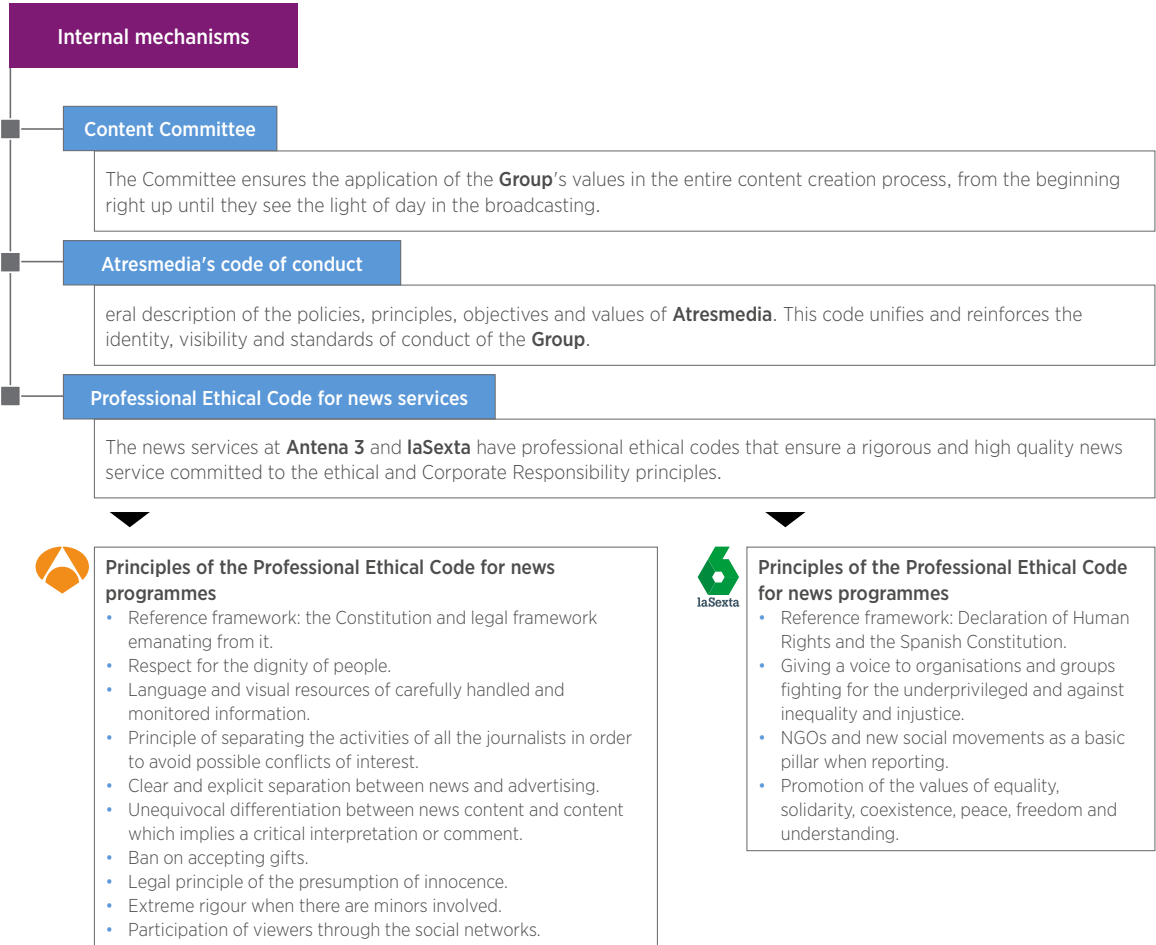 Internal mechanisms
Content Committee
The Committee ensures the application of the Group's values in the entire content creation process, from the beginning
right up until they see the light of day in the broadcasting.
Atresmedia's code of conduct
eral description of the policies, principles, objectives and values of Atresmedia. This code unifies and reinforces the
identity, visibility and standards of conduct of the Group.
Professional Ethical Code for news services
The news services at Antena 3 and laSexta have professional ethical codes that ensure a rigorous and high quality news
service committed to the ethical and Corporate Responsibility principles.
Principles of the Professional Ethical Code for news
programmes
• Reference framework: the Constitution and legal framework
emanating from it.
• Respect for the dignity of people.
• Language and visual resources of carefully handled and
monitored information.
• Principle of separating the activities of all the journalists in order
to avoid possible conflicts of interest.
• Clear and explicit separation between news and advertising.
• Unequivocal differentiation between news content and content
which implies a critical interpretation or comment.
• Ban on accepting gifts.
• Legal principle of the presumption of innocence.
• Extreme rigour when there are minors involved.
• Participation of viewers through the social networks.
laSexta
Principles of the Professional Ethical Code
for news programmes
• Reference framework: Declaration of Human
Rights and the Spanish Constitution.
• Giving a voice to organisations and groups
fighting for the underprivileged and against
inequality and injustice.
• NGOs and new social movements as a basic
pillar when reporting.
• Promotion of the values of equality,
solidarity, coexistence, peace, freedom and
understanding.